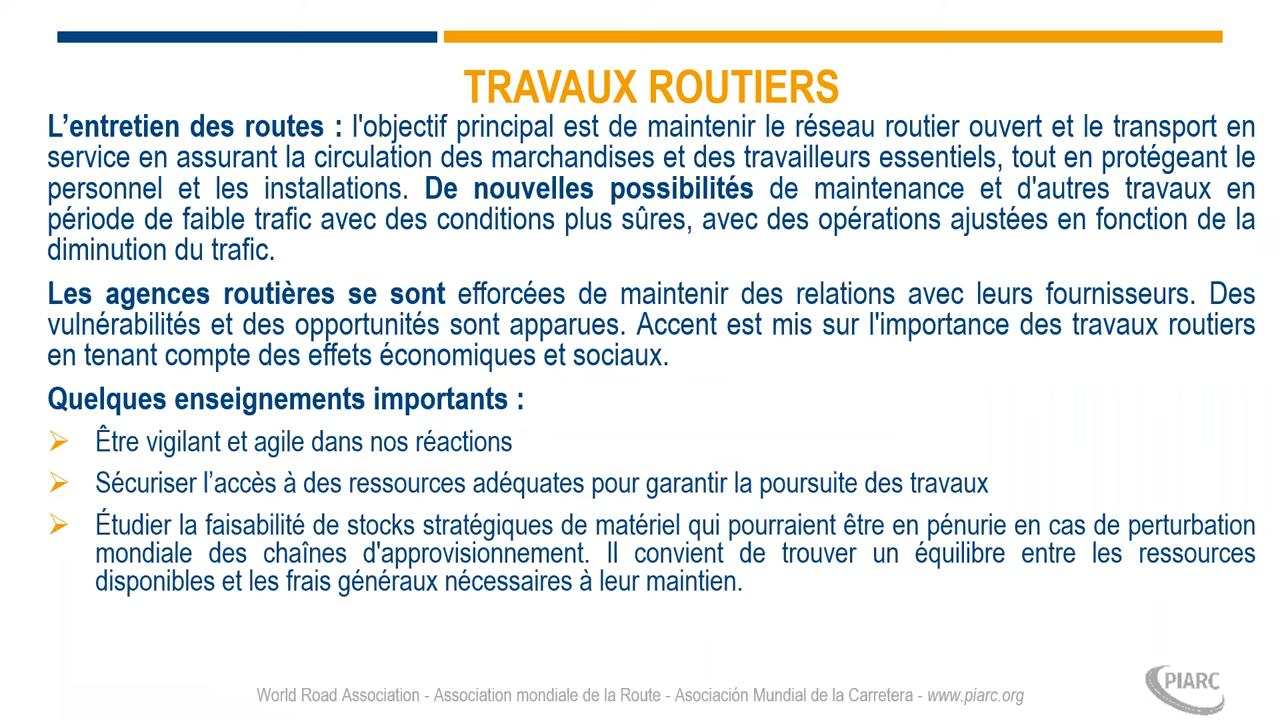 TRAVAUX ROUTIERS
L’entretien des routes : l'objectif principal est de maintenir le réseau routier ouvert et le transport en
service en assurant la circulation des marchandises et des travailleurs essentiels, tout en protégeant le
personnel et les installations. De nouvelles possibilités de maintenance et d'autres travaux en
période de faible trafic avec des conditions plus sûres, avec des opérations ajustées en fonction de la
diminution du trafic.
Les agences routières se sont efforcées de maintenir des relations avec leurs fournisseurs. Des
vulnérabilités et des opportunités sont apparues. Accent est mis sur l'importance des travaux routiers
en tenant compte des effets économiques et sociaux.
Quelques enseignements importants :
Être vigilant et agile dans nos réactions
Sécuriser l’accès à des ressources adéquates pour garantir la poursuite des travaux
Étudier la faisabilité de stocks stratégiques de matériel qui pourraient être en pénurie en cas de perturbation
mondiale des chaînes d'approvisionnement. Il convient de trouver un équilibre entre les ressources
disponibles et les frais généraux nécessaires à leur maintien.
World Road Association - Association mondiale de la Route - Asociación Mundial de la Carretera - www.piarc.org
PIARC